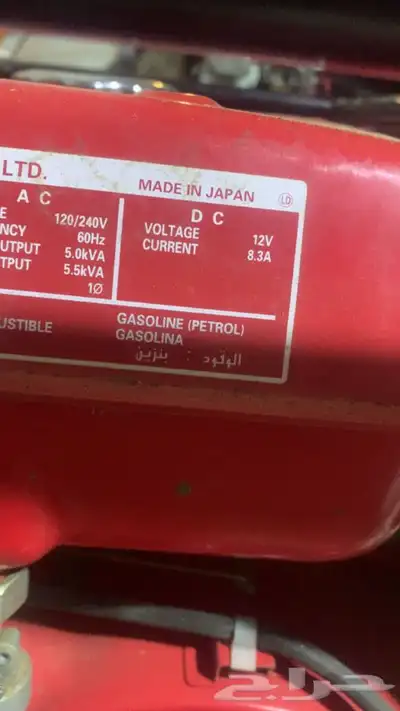 LTD.
MADE IN JAPAN LD
A C
D C
E 120/240V
VOLTAGE 12V
NCY 60Hz
CURRENT 8.3A
UTPUT 5.0kVA
TPUT 5.5kVA
1Ø
USTIBLE
GASOLINE (PETROL)
GASOLINA
الوقود : بنزين
حراج